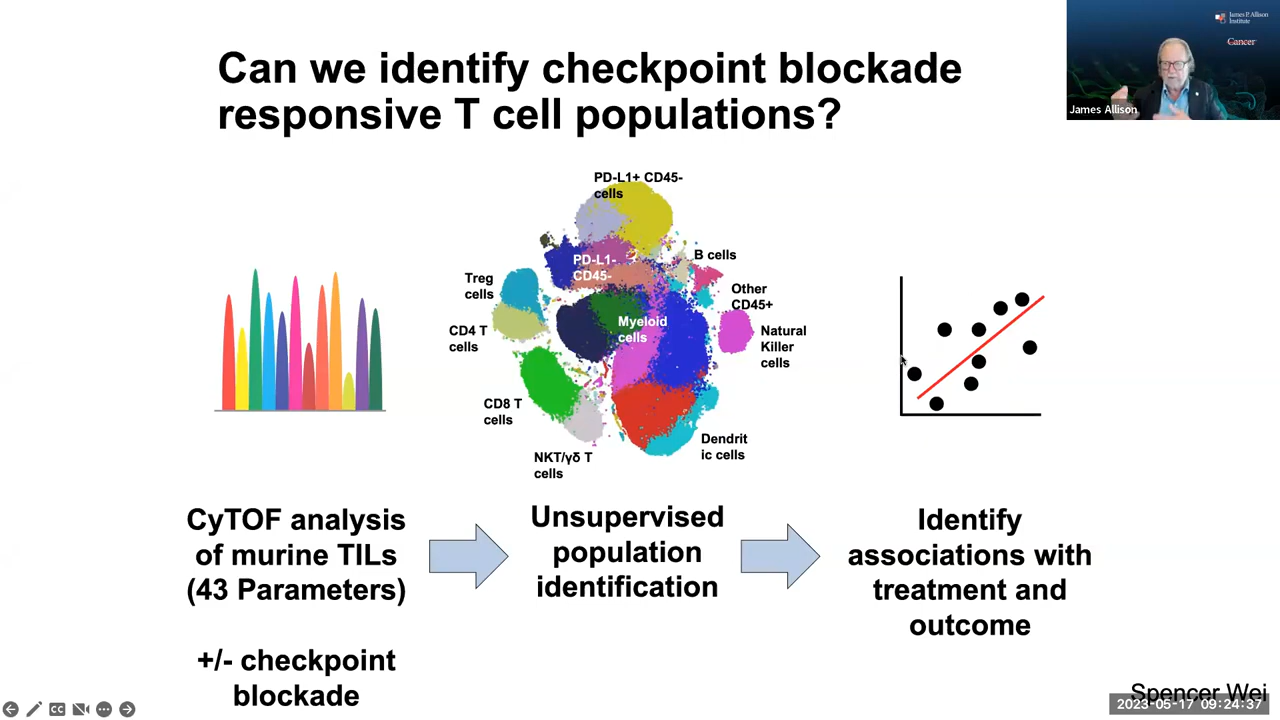 Can we identify checkpoint blockade
responsive T cell populations?
James P. Allison
Institute
Cancer
James Allison
PD-L1+ CD45-
cells
PD-L1-
CD45-
B cells
Treg
cells
Other
CD45+
CD4 T
cells
Myeloid
cells
Natural
Killer
cells
CD8 T
cells
Dendrit
ic cells
NKT/γδ T
cells
CyTOF analysis
of murine TILs
(43 Parameters)
+/- checkpoint
blockade
Unsupervised
population
identification
Identify
associations with
treatment and
outcome
Spencer Wei
CC
2023-05-17 09:24:37